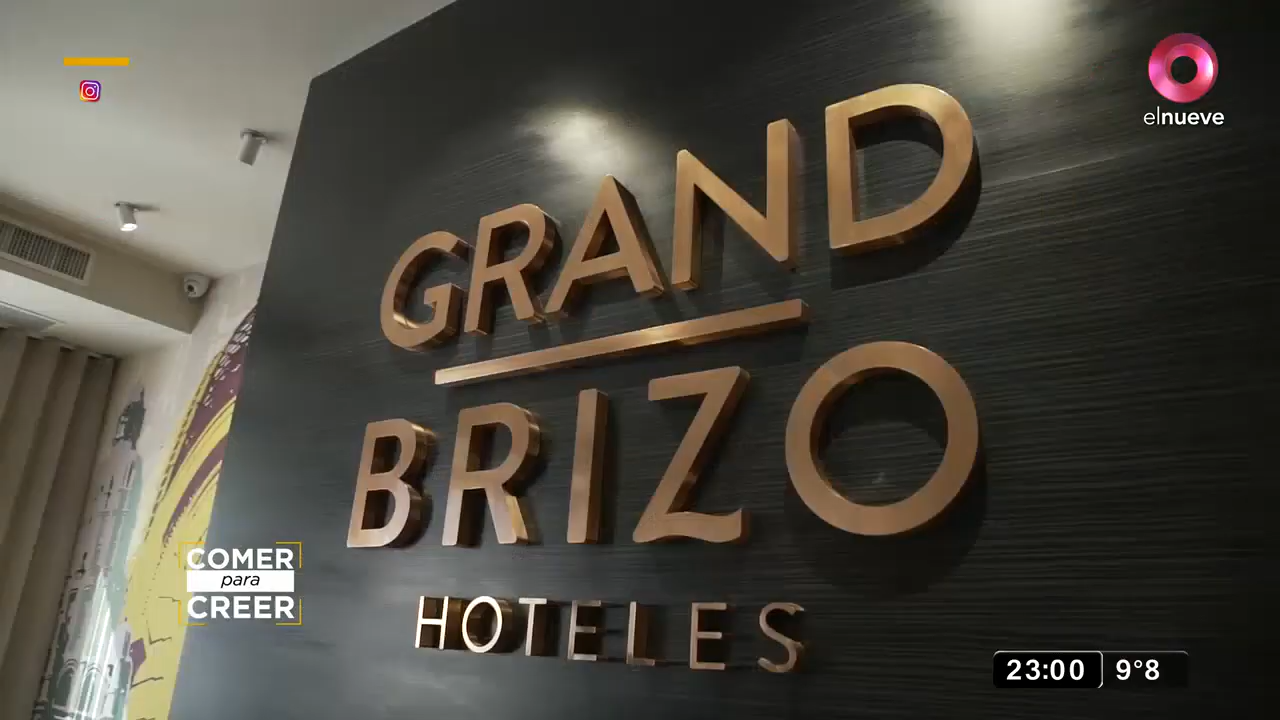 elnueve
GRAND
BRIZO
HOTELES
COMER
para
CREER
23:00 9°8